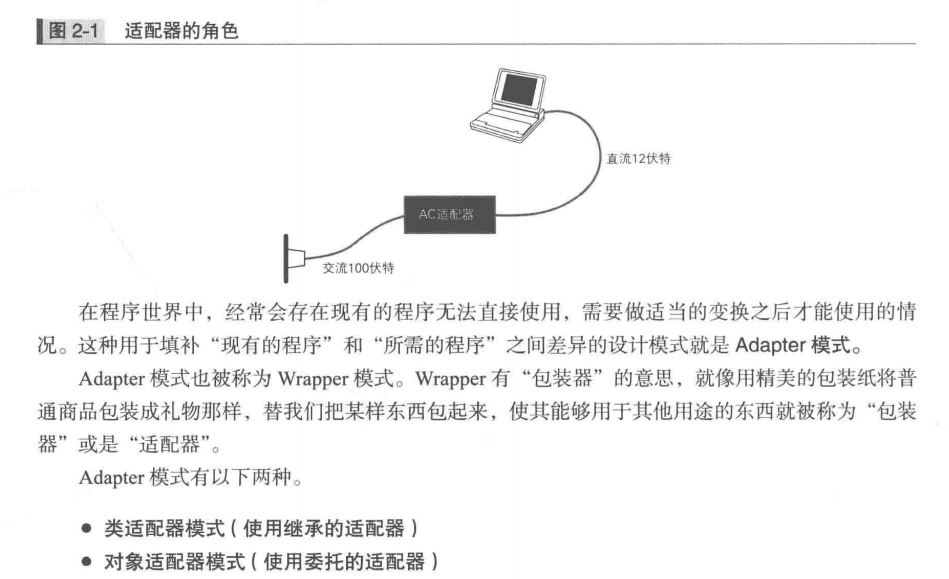 图 2-1 适配器的角色
直流12伏特
AC适配器
交流100伏特
在程序世界中，经常会存在现有的程序无法直接使用，需要做适当的变换之后才能使用的情
况。这种用于填补“现有的程序”和“所需的程序”之间差异的设计模式就是 Adapter 模式。
Adapter 模式也被称为 Wrapper 模式。Wrapper 有“包装器”的意思，就像用精美的包装纸将普
通商品包装成礼物那样，替我们把某样东西包起来，使其能够用于其他用途的东西就被称为“包装
器”或是“适配器”。
Adapter 模式有以下两种。
● 类适配器模式（使用继承的适配器）
● 对象适配器模式（使用委托的适配器）